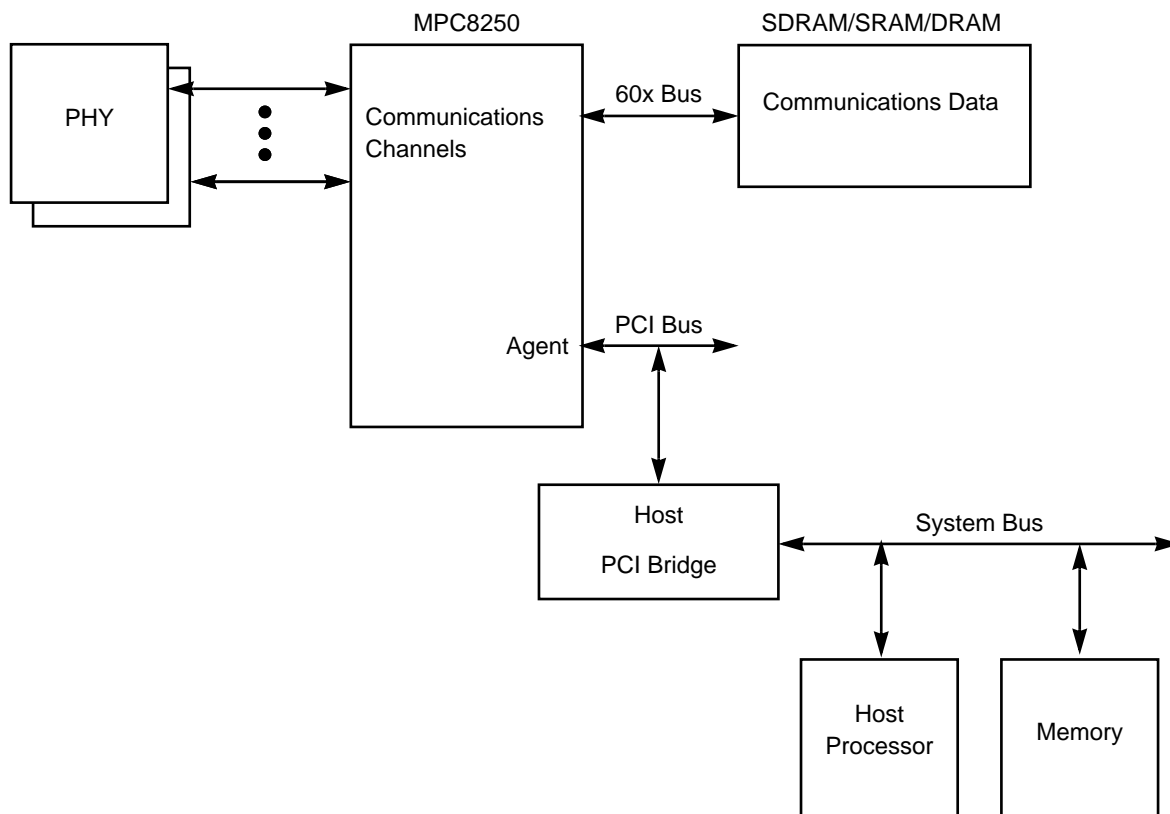 MPC8250
SDRAM/SRAM/DRAM
PHY
Communications
Channels
60x Bus
Communications Data
Agent
PCI Bus
Host
PCI Bridge
System Bus
Host
Processor
Memory